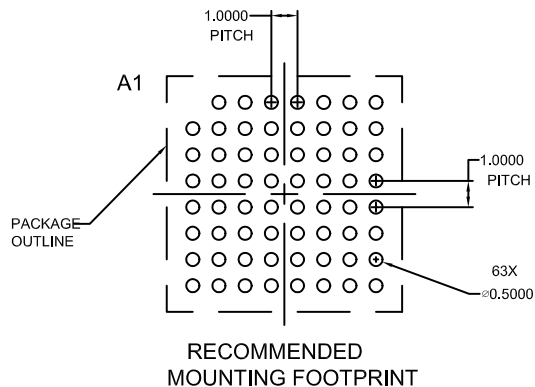 1.0000
PITCH
A1
1.0000
PITCH
PACKAGE
OUTLINE
63X
⌀0.5000
RECOMMENDED
MOUNTING FOOTPRINT